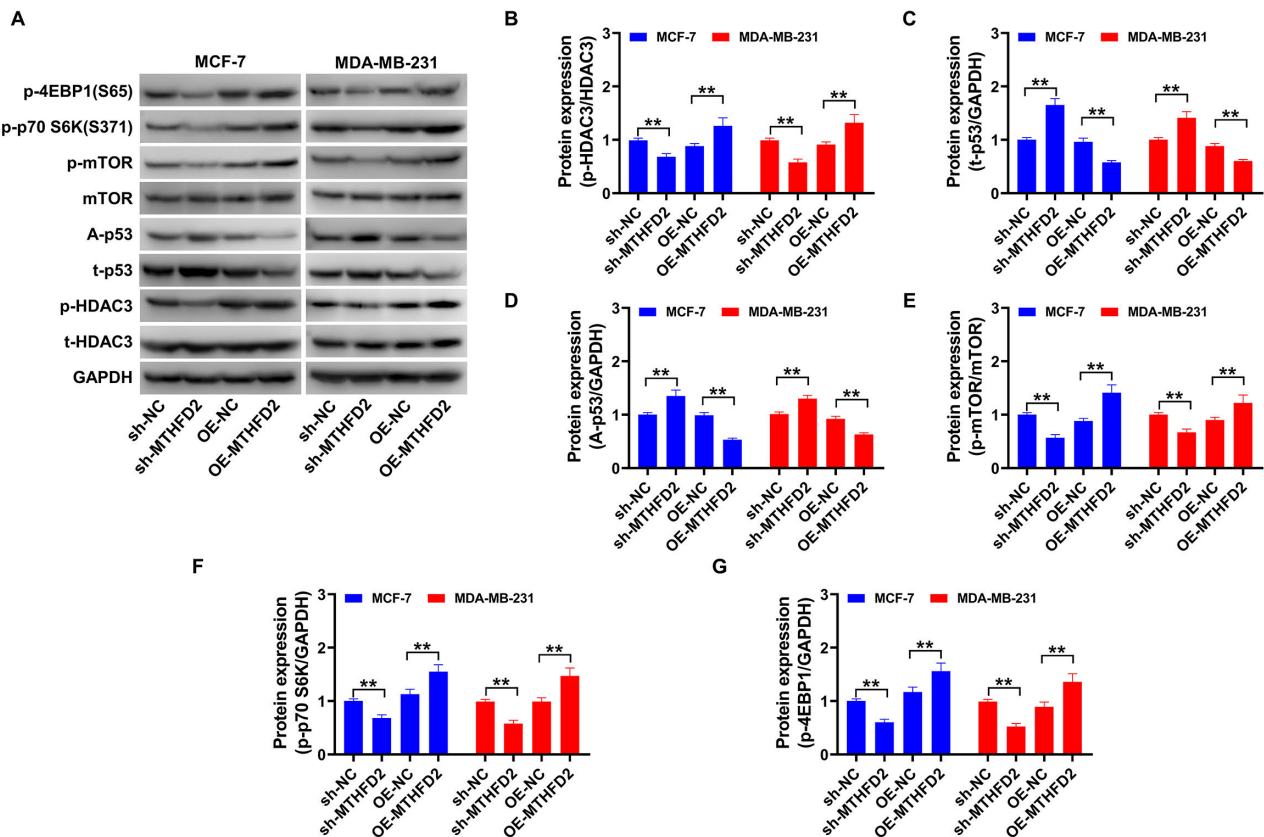 A
MCF-7
MDA-MB-231
p-4EBP1(S65)
p-p70 S6K(S371)
p-mTOR
mTOR
A-p53
t-p53
p-HDAC3
t-HDAC3
GAPDH
sh-NC
sh-MTHFD2
OE-NC
OE-MTHFD2
sh-NC
sh-MTHFD2
OE-NC
OE-MTHFD2
B
MCF-7 MDA-MB-231
Protein expression
(p-HDAC3/HDAC3)
3
2
1
0
** ** ** **
sh-NC
sh-MTHFD2
OE-NC
OE-MTHFD2
sh-NC
sh-MTHFD2
OE-NC
OE-MTHFD2
C
MCF-7 MDA-MB-231
Protein expression
(t-p53/GAPDH)
3
2
1
0
** ** ** **
sh-NC
sh-MTHFD2
OE-NC
OE-MTHFD2
sh-NC
sh-MTHFD2
OE-NC
OE-MTHFD2
D
MCF-7 MDA-MB-231
Protein expression
(A-p53/GAPDH)
3
2
1
0
** ** ** **
sh-NC
sh-MTHFD2
OE-NC
OE-MTHFD2
sh-NC
sh-MTHFD2
OE-NC
OE-MTHFD2
E
MCF-7 MDA-MB-231
Protein expression
(p-mTOR/mTOR)
3
2
1
0
** ** ** **
sh-NC
sh-MTHFD2
OE-NC
OE-MTHFD2
sh-NC
sh-MTHFD2
OE-NC
OE-MTHFD2
F
MCF-7 MDA-MB-231
Protein expression
(p-p70 S6K/GAPDH)
3
2
1
0
** ** ** **
sh-NC
sh-MTHFD2
OE-NC
OE-MTHFD2
sh-NC
sh-MTHFD2
OE-NC
OE-MTHFD2
G
MCF-7 MDA-MB-231
Protein expression
(p-4EBP1/GAPDH)
3
2
1
0
** ** ** **
sh-NC
sh-MTHFD2
OE-NC
OE-MTHFD2
sh-NC
sh-MTHFD2
OE-NC
OE-MTHFD2